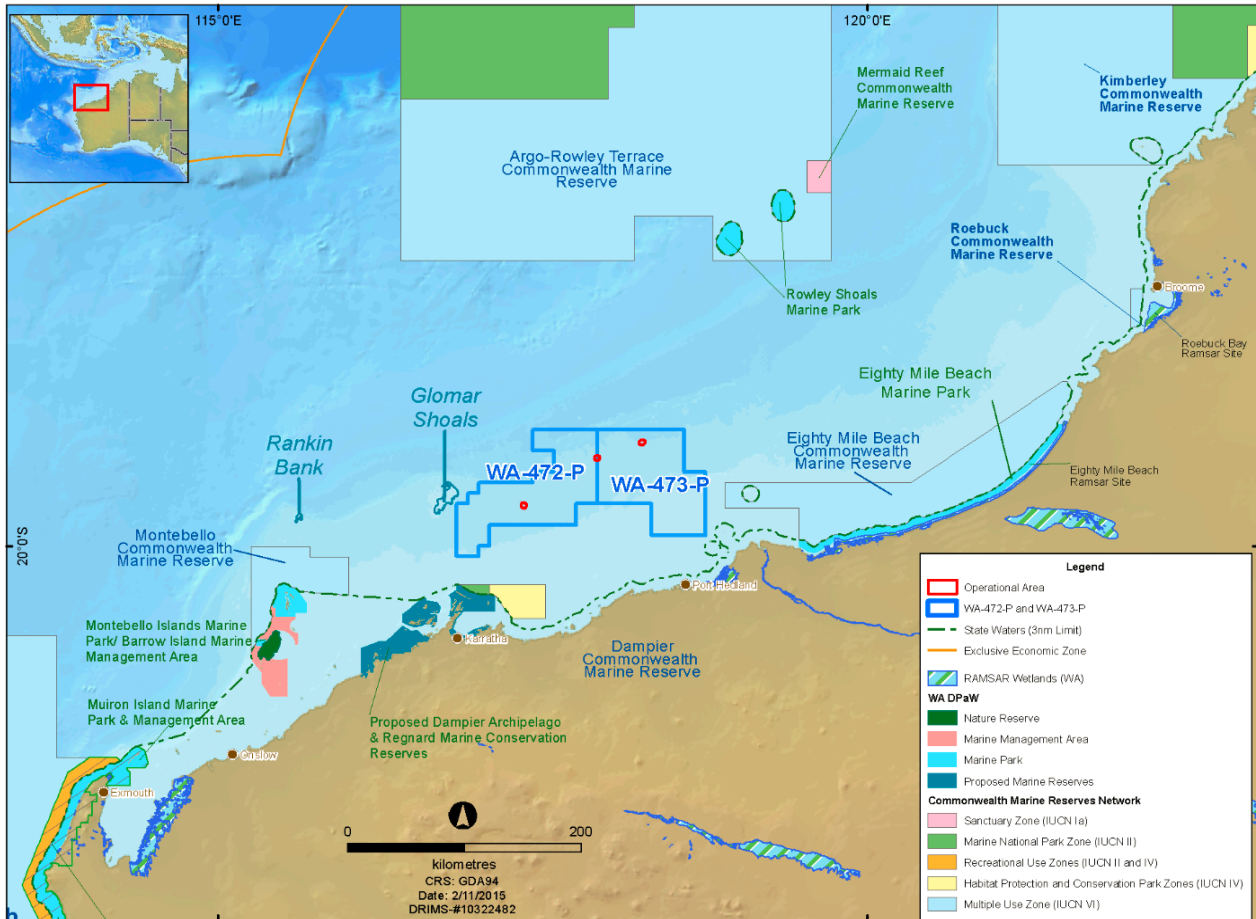 115°0'E
120°0'E
Mermaid Reef
Commonwealth
Marine Reserve
Kimberley
Commonwealth
Marine Reserve
Argo-Rowley Terrace
Commonwealth Marine
Reserve
Roebuck
Commonwealth
Marine Reserve
Rowley Shoals
Marine Park
Broome
Roebuck Bay
Ramsar Site
Eighty Mile Beach
Marine Park
Glomar
Shoals
Rankin
Bank
Eighty Mile Beach
Commonwealth
Marine Reserve
WA-472-P
WA-473-P
Eighty Mile Beach
Ramsar Site
20°0'S
Montebello
Commonwealth
Marine Reserve
Port Hedland
Montebello Islands Marine
Park/ Barrow Island Marine
Management Area
Karratha
Dampier
Commonwealth
Marine Reserve
Muiron Island Marine
Park & Management Area
Proposed Dampier Archipelago
& Regnard Marine Conservation
Reserves
Onslow
Exmouth
0
200
kilometres
CRS: GDA94
Date: 2/11/2015
DRIMS-#10322482
Legend
Operational Area
WA-472-P and WA-473-P
State Waters (3nm Limit)
Exclusive Economic Zone
RAMSAR Wetlands (WA)
WA DPaW
Nature Reserve
Marine Management Area
Marine Park
Proposed Marine Reserves
Commonwealth Marine Reserves Network
Sanctuary Zone (IUCN Ia)
Marine National Park Zone (IUCN II)
Recreational Use Zones (IUCN II and IV)
Habitat Protection and Conservation Park Zones (IUCN IV)
Multiple Use Zone (IUCN VI)